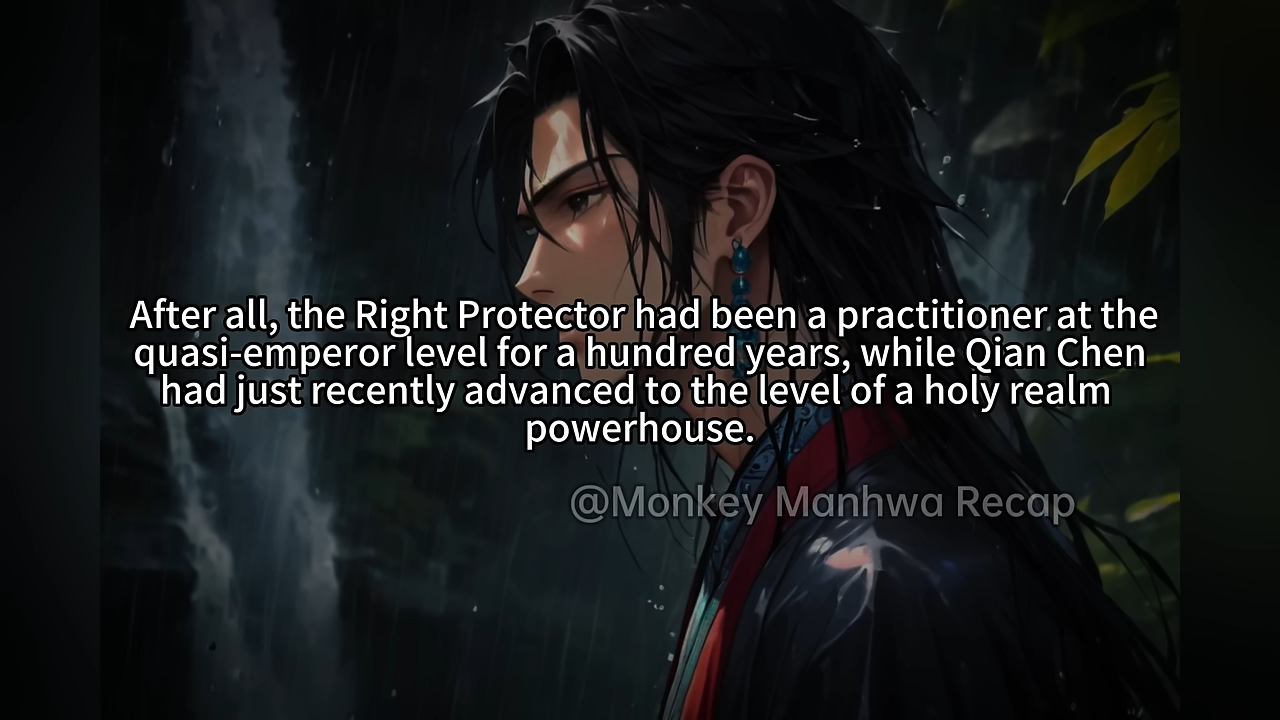 After all, the Right Protector had been a practitioner at the
quasi-emperor level for a hundred years, while Qian Chen
had just recently advanced to the level of a holy realm
powerhouse.
@Monkey Manhwa Recap